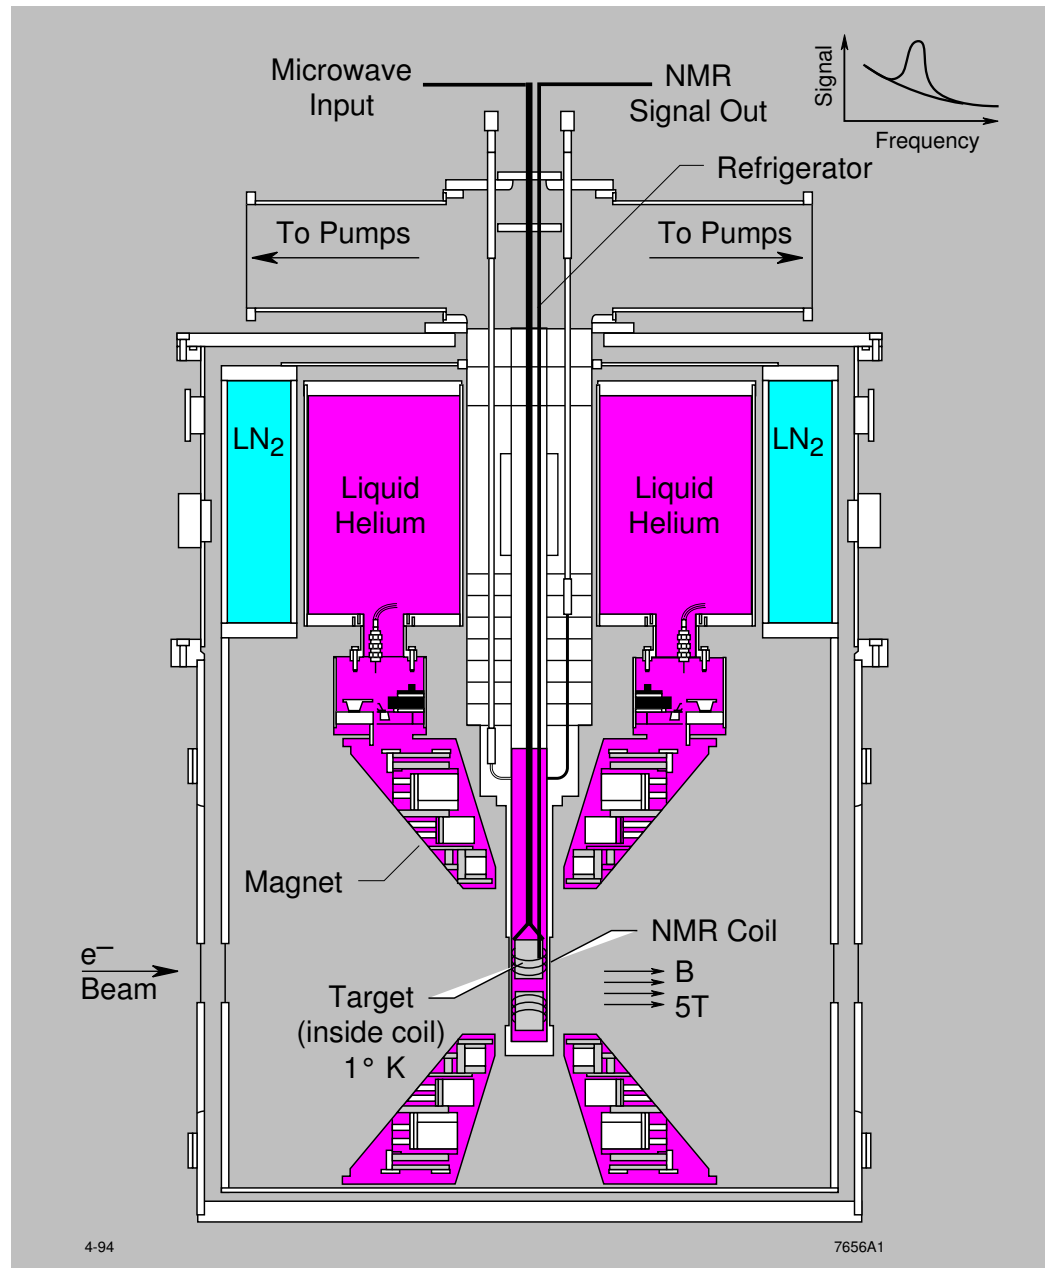 Microwave
Input
NMR
Signal Out
Signal
Frequency
Refrigerator
To Pumps
To Pumps
LN2
Liquid
Helium
Liquid
Helium
LN2
Magnet
NMR Coil
e–
Beam
B
5T
Target
(inside coil)
1° K
4-94
7656A1